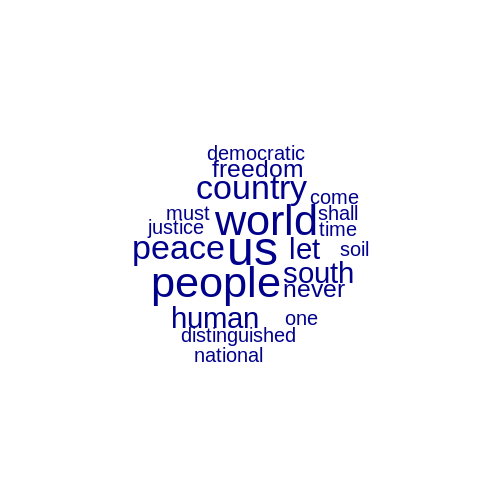 democratic
freedom
country
come
must world shall
justice time
peace us let soil
people south
never
human one
distinguished
national